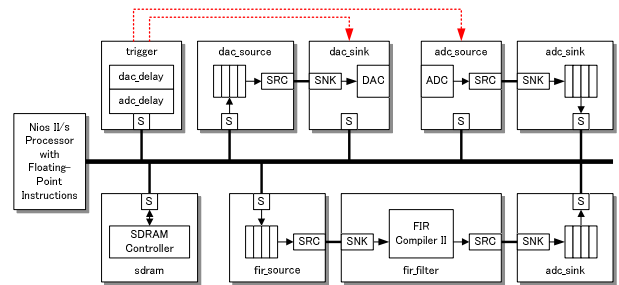 trigger
dac_source
dac_sink
adc_source
adc_sink
dac_delay
adc_delay
SRC
SNK
DAC
ADC
SRC
SNK
S
S
S
S
S
Nios II/s
Processor
with
Floating-
Point
Instructions
S
S
S
SDRAM
Controller
SRC
SNK
FIR
Compiler II
SRC
SNK
sdram
fir_source
fir_filter
adc_sink